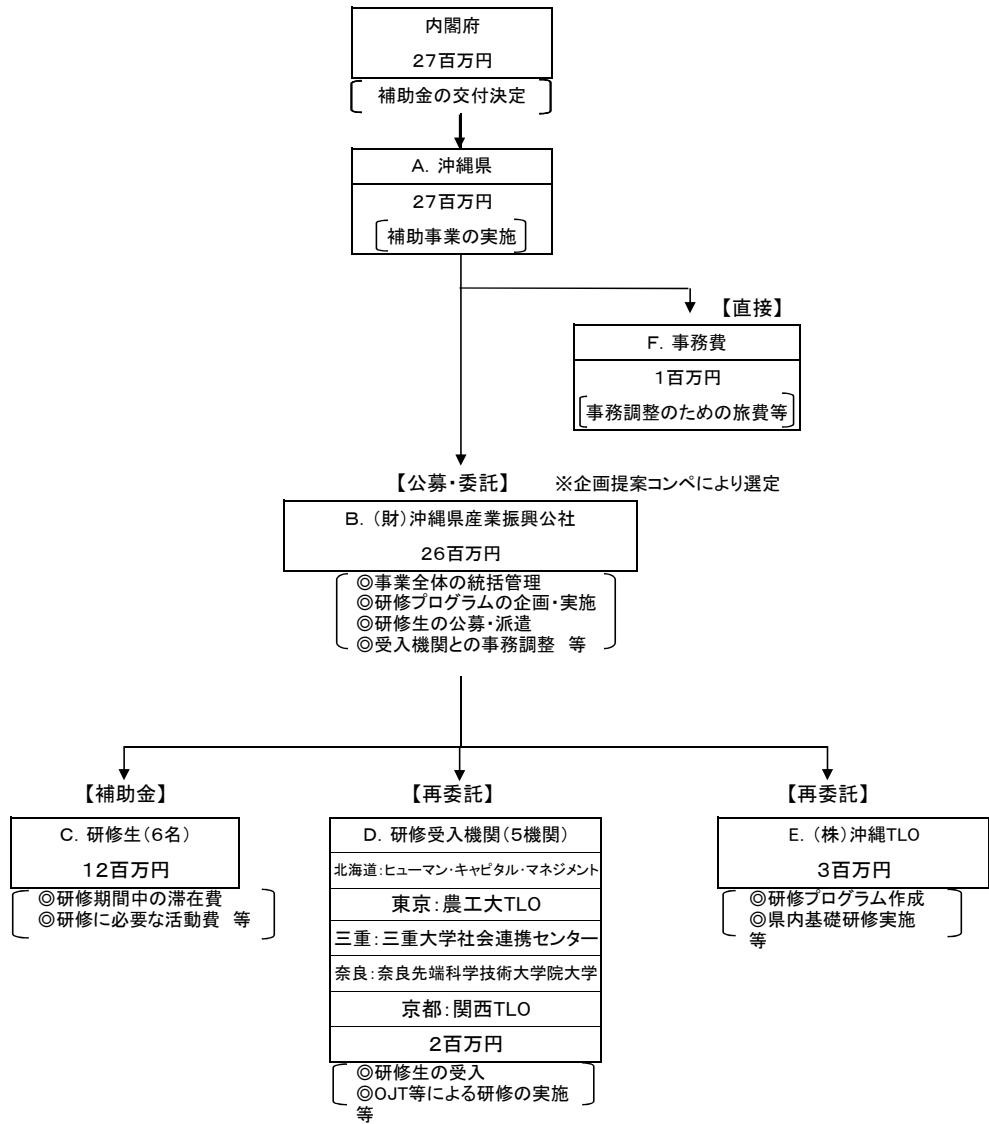 内閣府
27百万円
補助金の交付決定
A. 沖縄県
27百万円
補助事業の実施
【直接】
F. 事務費
1百万円
事務調整のための旅費等
【公募・委託】 ※企画提案コンペにより選定
B. (財)沖縄県産業振興公社
26百万円
◎事業全体の統括管理
◎研修プログラムの企画・実施
◎研修生の公募・派遣
◎受入機関との事務調整 等
【補助金】
C. 研修生(6名)
12百万円
◎研修期間中の滞在費
◎研修に必要な活動費 等
【再委託】
D. 研修受入機関(5機関)
北海道:ヒューマン・キャピタル・マネジメント
東京:農工大TLO
三重:三重大学社会連携センター
奈良:奈良先端科学技術大学院大学
京都:関西TLO
2百万円
◎研修生の受入
◎OJT等による研修の実施
等
【再委託】
E. (株)沖縄TLO
3百万円
◎研修プログラム作成
◎県内基礎研修実施
等